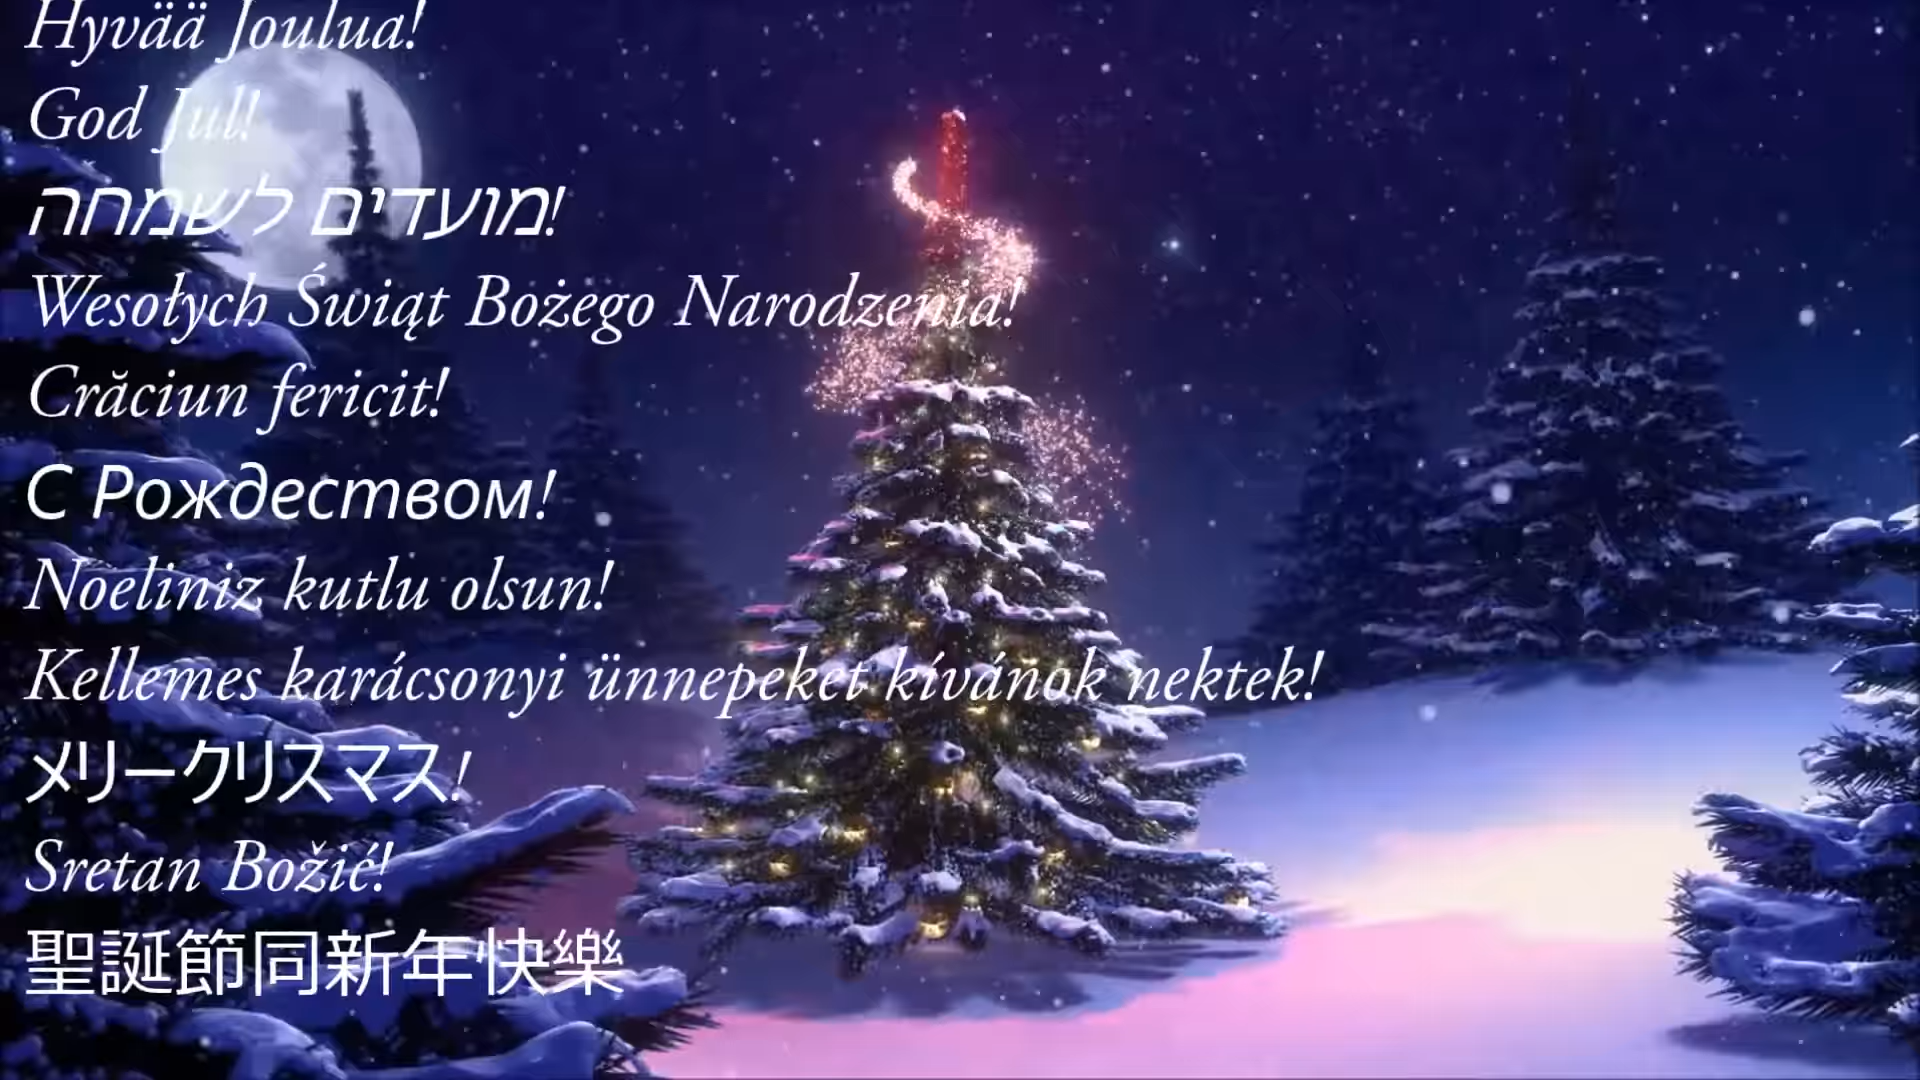 Hyvää Joulua!
God Jul!
מועדים לשמחה!
Wesołych Świąt Bożego Narodzenia!
Crăciun fericit!
С Рождеством!
Noeliniz kutlu olsun!
Kellemes karácsonyi ünnepeket kívánok nektek!
メリークリスマス!
Sretan Božić!
聖誕節同新年快樂